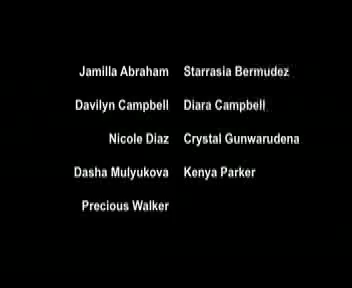 Jamilla Abraham Starrasia Bermudez
Davilyn Campbell Diara Campbell
Nicole Diaz Crystal Gunwarudena
Dasha Mulyukova Kenya Parker
Precious Walker